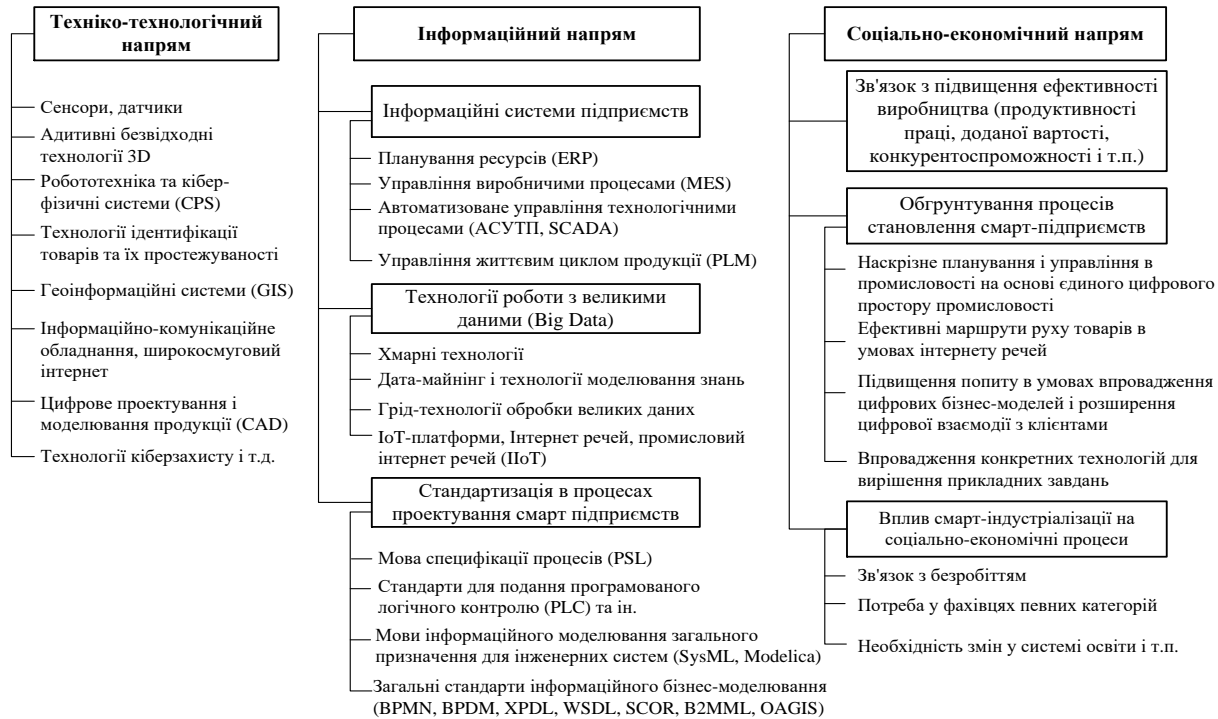 Техніко-технологічний
напрям
Сенсори, датчики
Адитивні безвідходні
технології 3D
Робототехніка та кібер-
фізичні системи (CPS)
Технології ідентифікації
товарів та їх простежуваності
Геоінформаційні системи (GIS)
Інформаційно-комунікаційне
обладнання, широкосмуговий
інтернет
Цифрове проектування і
моделювання продукції (CAD)
Технології кіберзахисту і т.д.
Інформаційний напрям
Інформаційні системи підприємств
Планування ресурсів (ERP)
Управління виробничими процесами (MES)
Автоматизоване управління технологічними
процесами (АСУТП, SCADA)
Управління життєвим циклом продукції (PLM)
Технології роботи з великими
даними (Big Data)
Хмарні технології
Дата-майнінг і технології моделювання знань
Грід-технології обробки великих даних
IoT-платформи, Інтернет речей, промисловий
інтернет речей (IIoT)
Стандартизація в процесах
проектування смарт підприємств
Мова специфікації процесів (PSL)
Стандарти для подання програмованого
логічного контролю (PLC) та ін.
Мови інформаційного моделювання загального
призначення для інженерних систем (SysML, Modelica)
Загальні стандарти інформаційного бізнес-моделювання
(BPMN, BPDM, XPDL, WSDL, SCOR, B2MML, OAGIS)
Соціально-економічний напрям
Зв'язок з підвищення ефективності
виробництва (продуктивності
праці, доданої вартості,
конкурентоспроможності і т.п.)
Обгрунтування процесів
становлення смарт-підприємств
Наскрізне планування і управління в
промисловості на основі єдиного цифрового
простору промисловості
Ефективні маршрути руху товарів в
умовах інтернету речей
Підвищення попиту в умовах впровадження
цифрових бізнес-моделей і розширення
цифрової взаємодії з клієнтами
Впровадження конкретних технологій для
вирішення прикладних завдань
Вплив смарт-індустріалізації на
соціально-економічні процеси
Зв'язок з безробіттям
Потреба у фахівцях певних категорій
Необхідність змін у системі освіти і т.п.